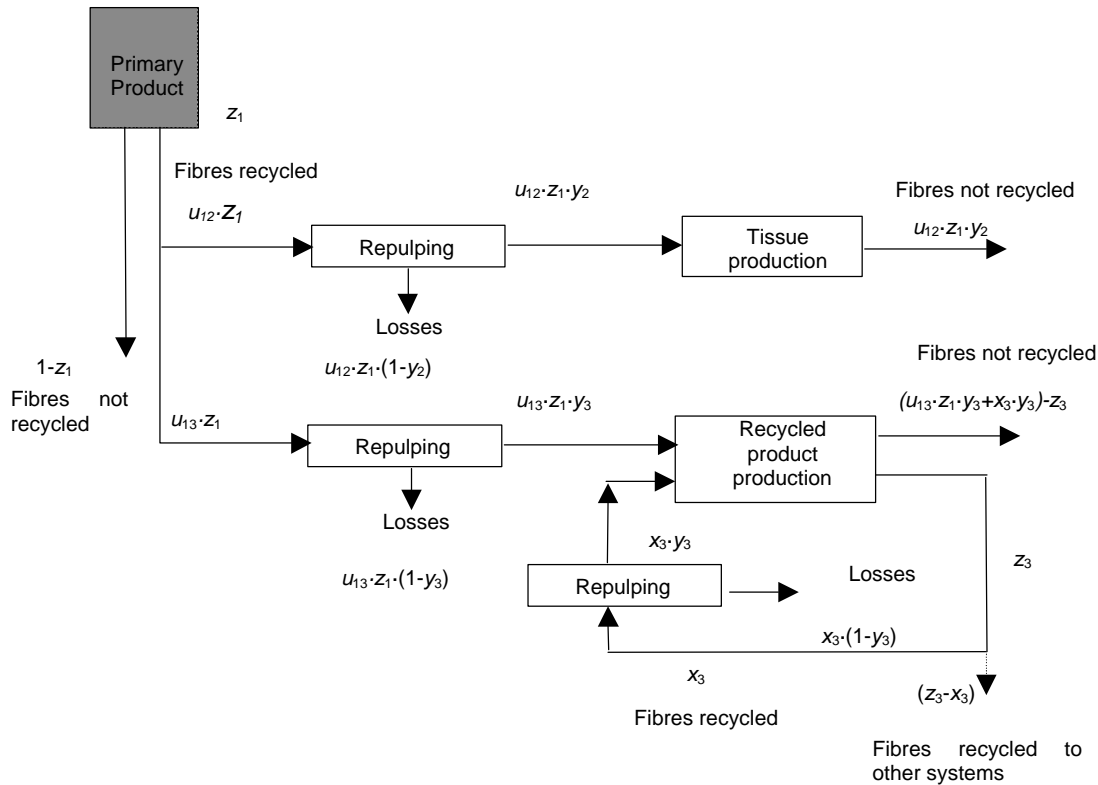 Primary
Product
z₁
Fibres recycled
u₁₂·z₁
Repulping
u₁₂·z₁·y₂
Tissue
production
Fibres not recycled
u₁₂·z₁·y₂
Losses
u₁₂·z₁·(1-y₂)
1-z₁
Fibres not
recycled
u₁₃·z₁
Repulping
u₁₃·z₁·y₃
Recycled
product
production
Fibres not recycled
(u₁₃·z₁·y₃+x₃·y₃)-z₃
Losses
u₁₃·z₁·(1-y₃)
x₃·y₃
z₃
Repulping
Losses
x₃·(1-y₃)
x₃
Fibres recycled
(z₃-x₃)
Fibres recycled to
other systems